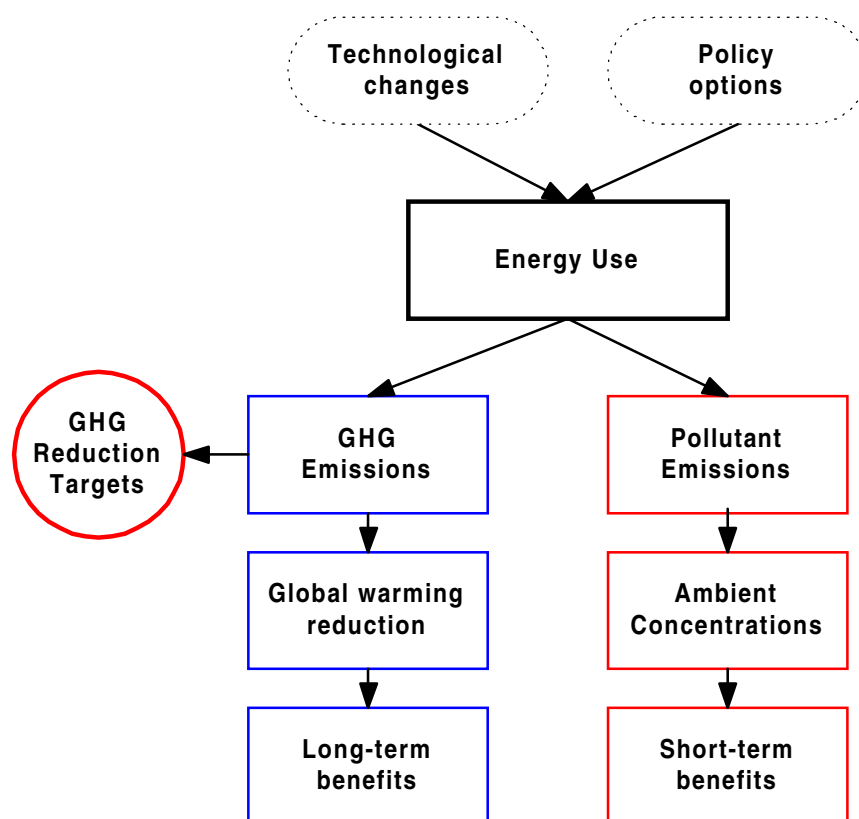 Technological
changes
Policy
options
Energy Use
GHG
Reduction
Targets
GHG
Emissions
Pollutant
Emissions
Global warming
reduction
Ambient
Concentrations
Long-term
benefits
Short-term
benefits